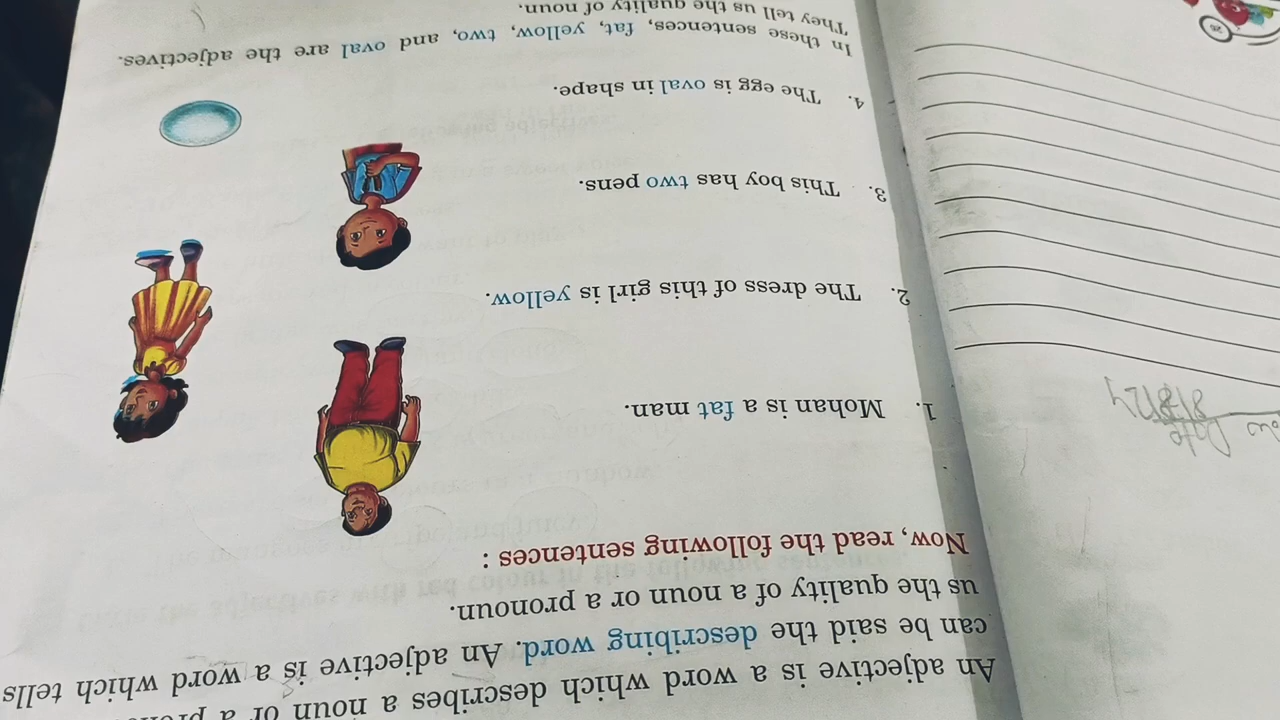 An adjective is a word which describes a noun or a
can be said the describing word. An adjective is a word which tells
us the quality of a noun or a pronoun.
Now, read the following sentences :
1. Mohan is a fat man.
2. The dress of this girl is yellow.
3. This boy has two pens.
4. The egg is oval in shape.
In these sentences, fat, yellow, two, and oval are the adjectives.
They tell us the quality of noun.
Date